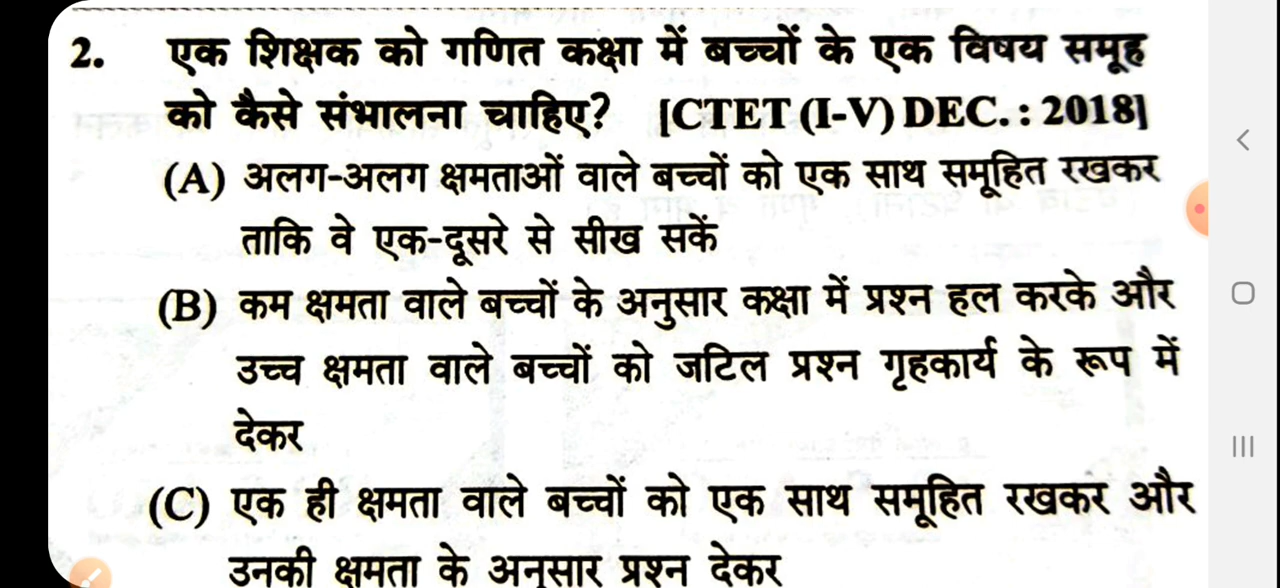 2. एक शिक्षक को गणित कक्षा में बच्चों के एक विषय समूह
को कैसे संभालना चाहिए? [CTET (I-V) DEC. : 2018]
(A) अलग-अलग क्षमताओं वाले बच्चों को एक साथ समूहित रखकर
ताकि वे एक-दूसरे से सीख सकें
(B) कम क्षमता वाले बच्चों के अनुसार कक्षा में प्रश्न हल करके और
उच्च क्षमता वाले बच्चों को जटिल प्रश्न गृहकार्य के रूप में
देकर
(C) एक ही क्षमता वाले बच्चों को एक साथ समूहित रखकर और
उनकी क्षमता के अनुसार प्रश्न देकर